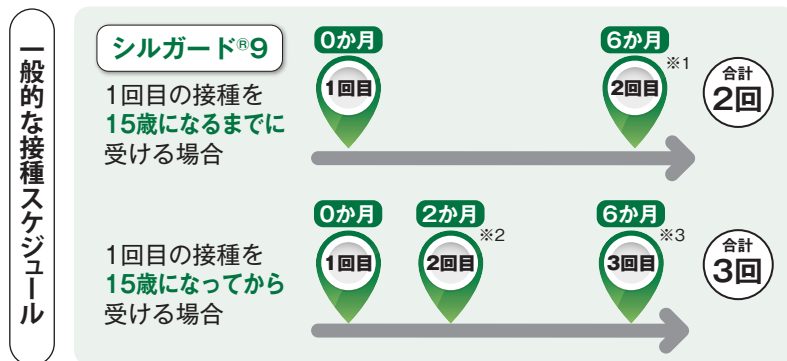 一般的な接種スケジュール
シルガード®9
1回目の接種を
15歳になるまでに
受ける場合
0か月
1回目
6か月
2回目
※1
合計
2回
1回目の接種を
15歳になってから
受ける場合
0か月
1回目
2か月
2回目
※2
6か月
3回目
※3
合計
3回